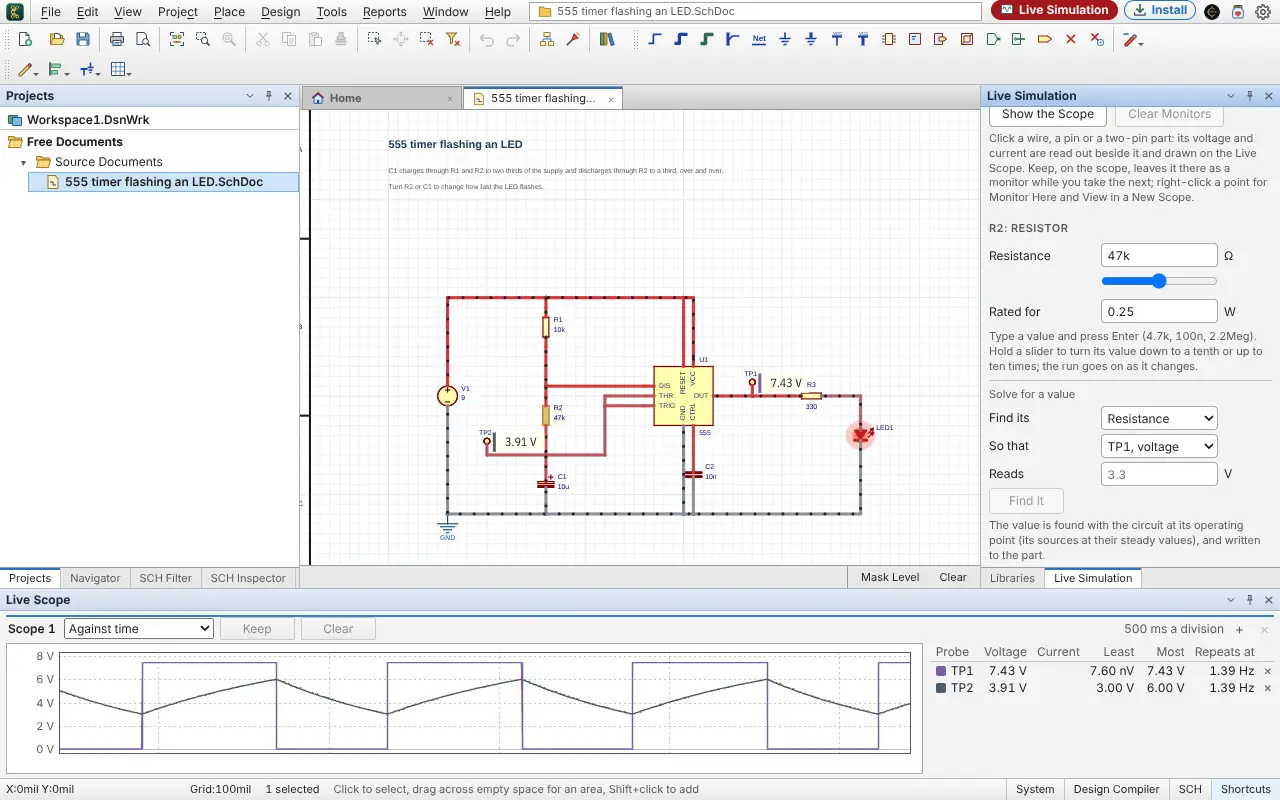 File Edit View Project Place Design Tools Reports Window Help
555 timer flashing an LED.SchDoc
Live Simulation
Install
Net
VCC
Projects
Workspace1.DsnWrk
Free Documents
Source Documents
555 timer flashing an LED.SchDoc
Projects Navigator SCH Filter SCH Inspector
Home
555 timer flashing...
555 timer flashing an LED
C1 charges through R1 and R2 to two thirds of the supply and discharges through R2 to a third, over and over.
Turn R2 or C1 to change how fast the LED flashes.
R1
10k
U1
V1
9
RESET
VCC
DIS
THR
TRIG
OUT
GND
CTRL
555
TP1
7.43 V
R3
330
R2
47k
TP2
3.91 V
LED1
C1
10u
C2
10n
GND
Mask Level Clear
Live Simulation
Show the Scope Clear Monitors
Click a wire, a pin or a two-pin part: its voltage and
current are read out beside it and drawn on the Live
Scope. Keep, on the scope, leaves it there as a
monitor while you take the next; right-click a point for
Monitor Here and View in a New Scope.
R2: RESISTOR
Resistance 47k Ω
Rated for 0.25 W
Type a value and press Enter (4.7k, 100n, 2.2Meg).
Hold a slider to turn its value down to a tenth or up to
ten times; the run goes on as it changes.
Solve for a value
Find its Resistance
So that TP1, voltage
Reads 3.3 V
Find It
The value is found with the circuit at its operating
point (its sources at their steady values), and written
to the part.
Libraries Live Simulation
Live Scope
Scope 1 Against time Keep Clear
500 ms a division +
8 V
6 V
4 V
2 V
0 V
Probe Voltage Current Least Most Repeats at
TP1 7.43 V 7.60 nV 7.43 V 1.39 Hz
TP2 3.91 V 3.00 V 6.00 V 1.39 Hz
X:0mil Y:0mil Grid:100mil 1 selected Click to select, drag across empty space for an area, Shift+click to add
System Design Compiler SCH Shortcuts